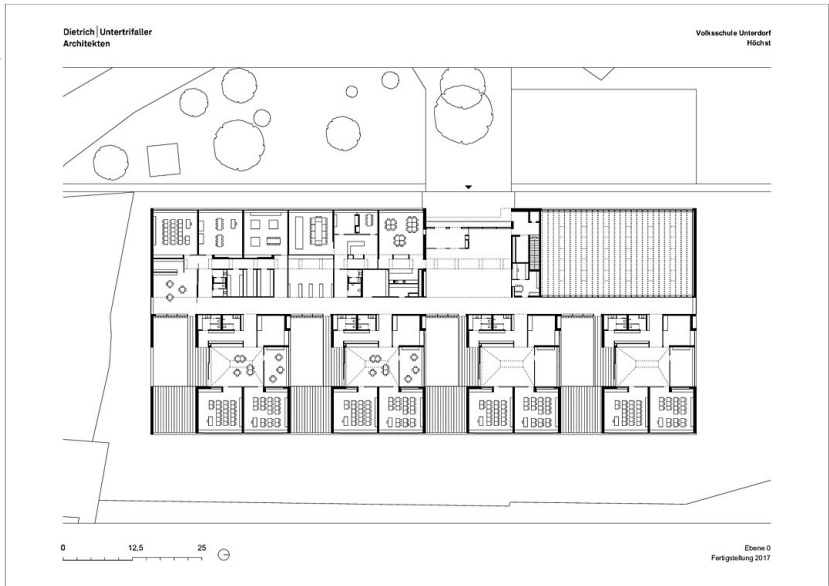 Dietrich | Untertrifaller
Architekten
Volksschule Unterdorf
Höchst
0 12,5 25
Ebene 0
Fertigstellung 2017